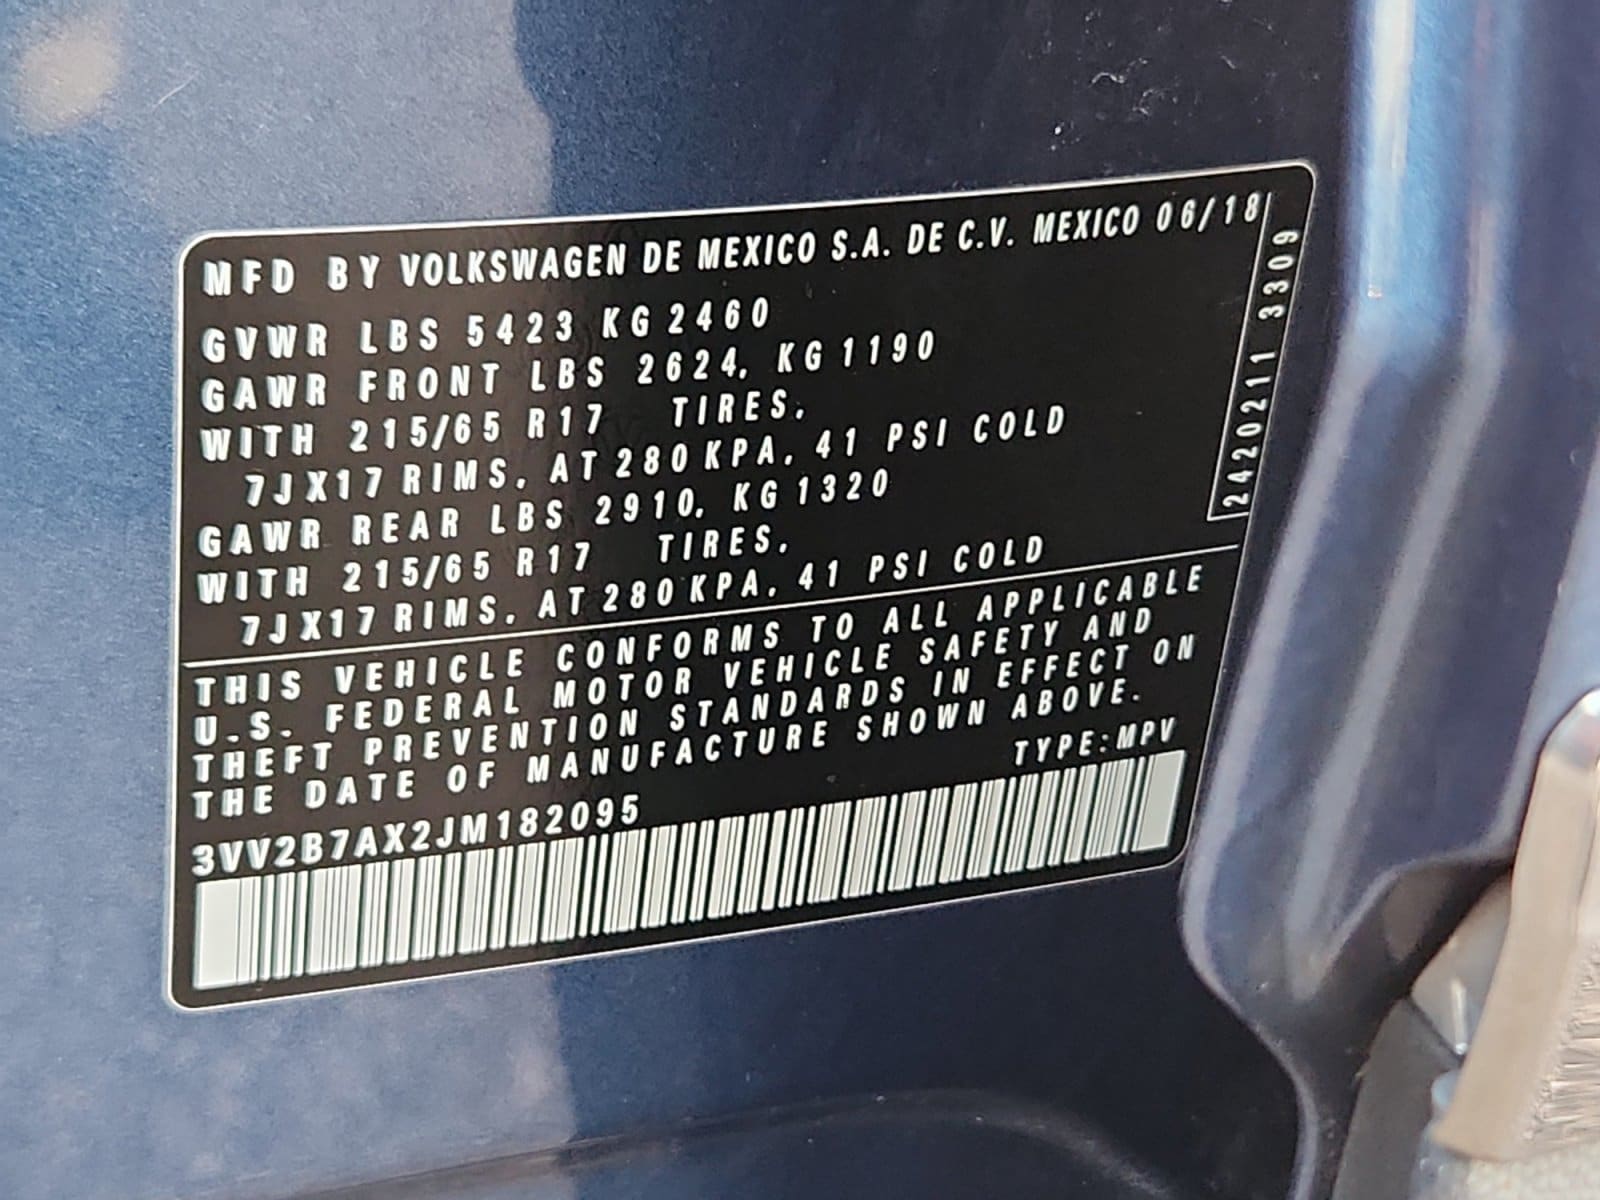 MFD BY VOLKSWAGEN DE MEXICO S.A. DE C.V. MEXICO 06/18
GVWR LBS 5423 KG 2460
GAWR FRONT LBS 2624, KG 1190
WITH 215/65 R17 TIRES,
7JX17 RIMS, AT 280 KPA, 41 PSI COLD
GAWR REAR LBS 2910, KG 1320
WITH 215/65 R17 TIRES,
7JX17 RIMS, AT 280 KPA, 41 PSI COLD
2420211 3309
THIS VEHICLE CONFORMS TO ALL APPLICABLE
U.S. FEDERAL MOTOR VEHICLE SAFETY AND
THEFT PREVENTION STANDARDS IN EFFECT ON
THE DATE OF MANUFACTURE SHOWN ABOVE.
TYPE:MPV
3VV2B7AX2JM182095